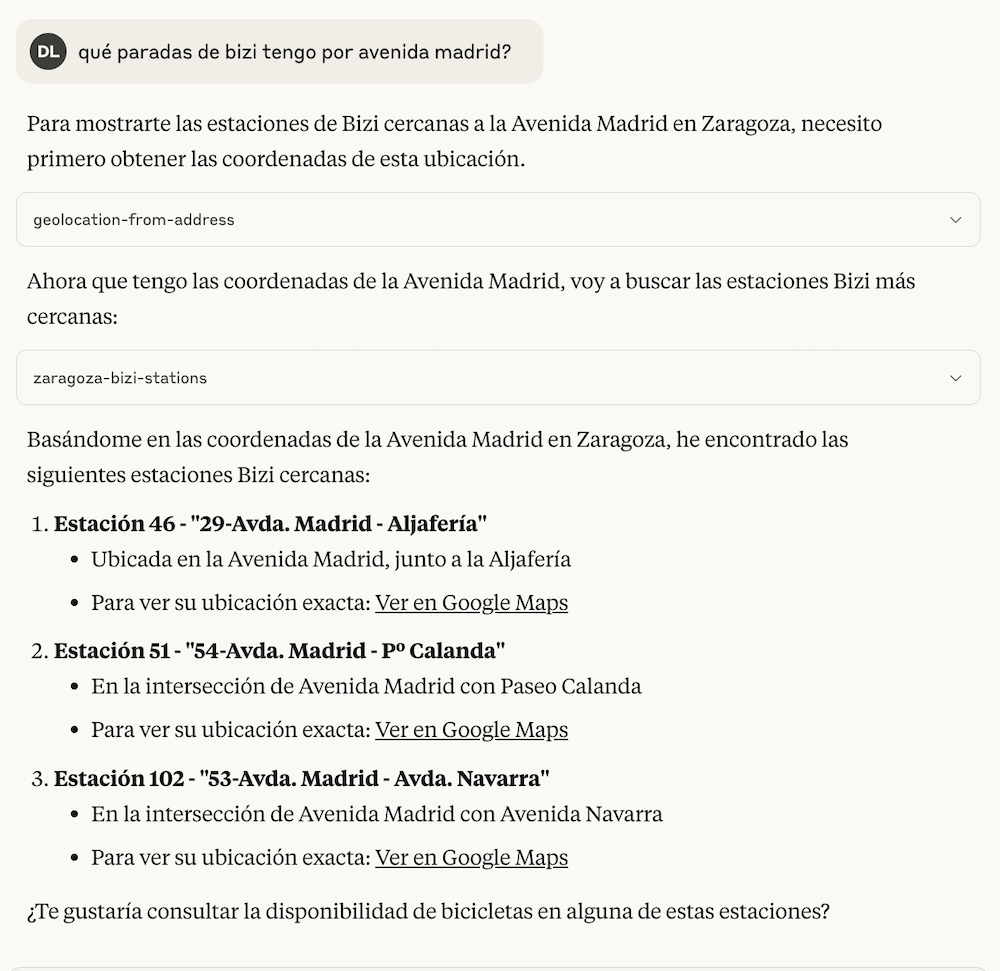 DL qué paradas de bizi tengo por avenida madrid?
Para mostrarte las estaciones de Bizi cercanas a la Avenida Madrid en Zaragoza, necesito
primero obtener las coordenadas de esta ubicación.
geolocation-from-address
Ahora que tengo las coordenadas de la Avenida Madrid, voy a buscar las estaciones Bizi más
cercanas:
zaragoza-bizi-stations
Basándome en las coordenadas de la Avenida Madrid en Zaragoza, he encontrado las
siguientes estaciones Bizi cercanas:
1. Estación 46 - "29-Avda. Madrid - Aljafería"
• Ubicada en la Avenida Madrid, junto a la Aljafería
• Para ver su ubicación exacta: Ver en Google Maps
2. Estación 51 - "54-Avda. Madrid - Pº Calanda"
• En la intersección de Avenida Madrid con Paseo Calanda
• Para ver su ubicación exacta: Ver en Google Maps
3. Estación 102 - "53-Avda. Madrid - Avda. Navarra"
• En la intersección de Avenida Madrid con Avenida Navarra
• Para ver su ubicación exacta: Ver en Google Maps
¿Te gustaría consultar la disponibilidad de bicicletas en alguna de estas estaciones?